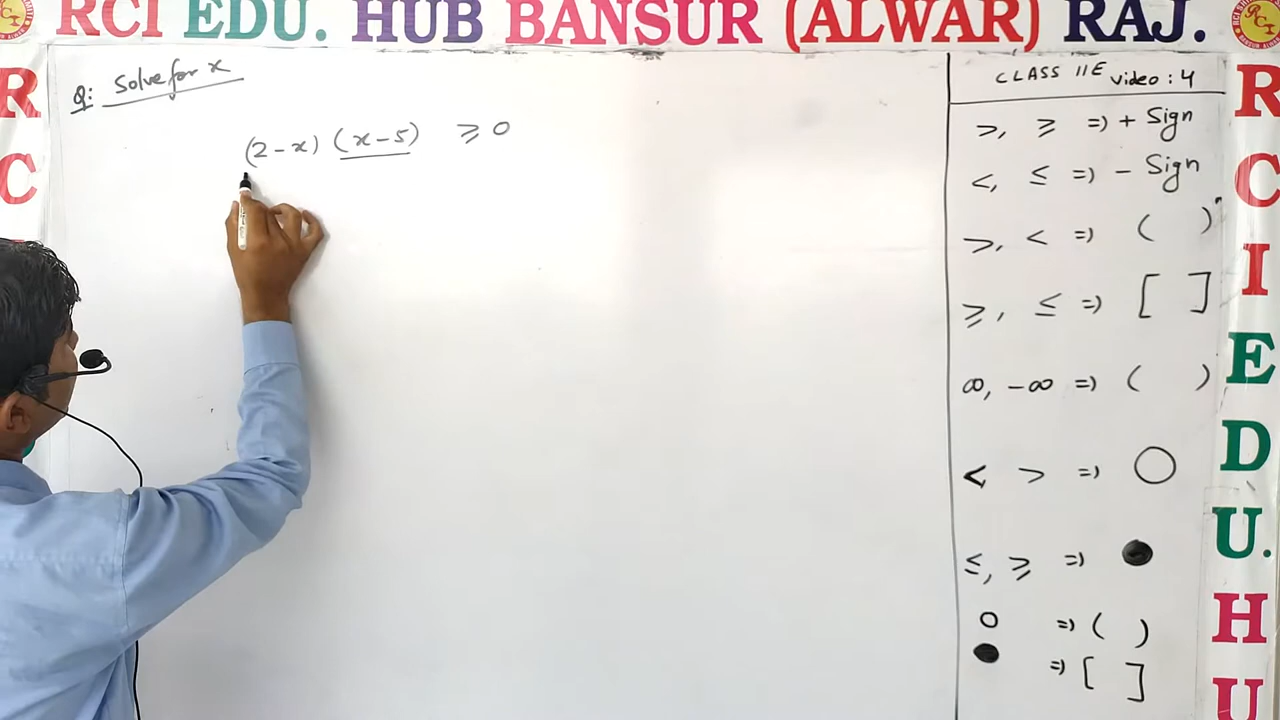 RCI EDU. HUB BANSUR (ALWAR) RAJ.
Q: Solve for x
(2-x) (x-5) ≥ 0
CLASS 11E video: 4
>, ≥ => + Sign
<, ≤ => - Sign
>, < => ( )
≥, ≤ => [ ]
∞, -∞ => ( )
< > => ○
≤, ≥ => ●
○ => ( )
● => [ ]
R
C
R
C
I
E
D
U.
H
U